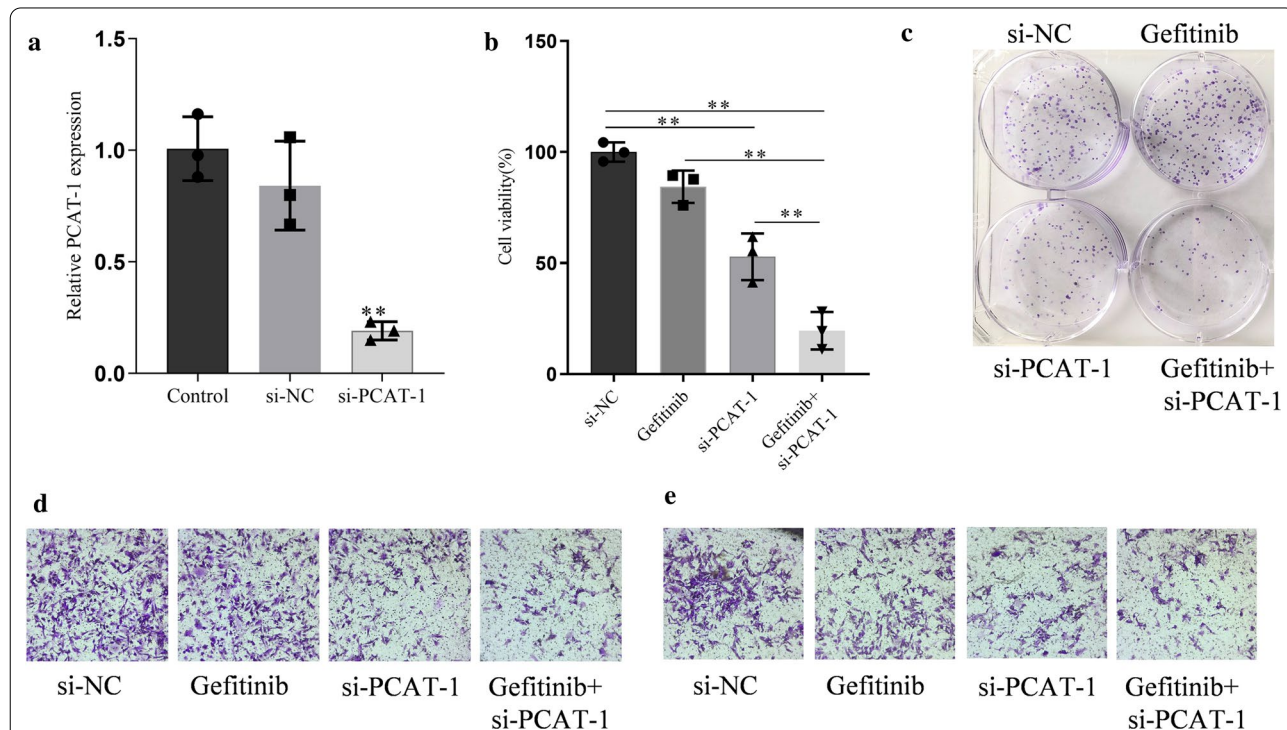 a
1.5
1.0
0.5
0.0
Relative PCAT-1 expression
**
Control
si-NC
si-PCAT-1
b
150
100
50
0
Cell viability(%)
**
**
**
**
si-NC
Gefitinib
si-PCAT-1
Gefitinib+
si-PCAT-1
c
si-NC
Gefitinib
si-PCAT-1
Gefitinib+
si-PCAT-1
d
si-NC
Gefitinib
si-PCAT-1
Gefitinib+
si-PCAT-1
e
si-NC
Gefitinib
si-PCAT-1
Gefitinib+
si-PCAT-1